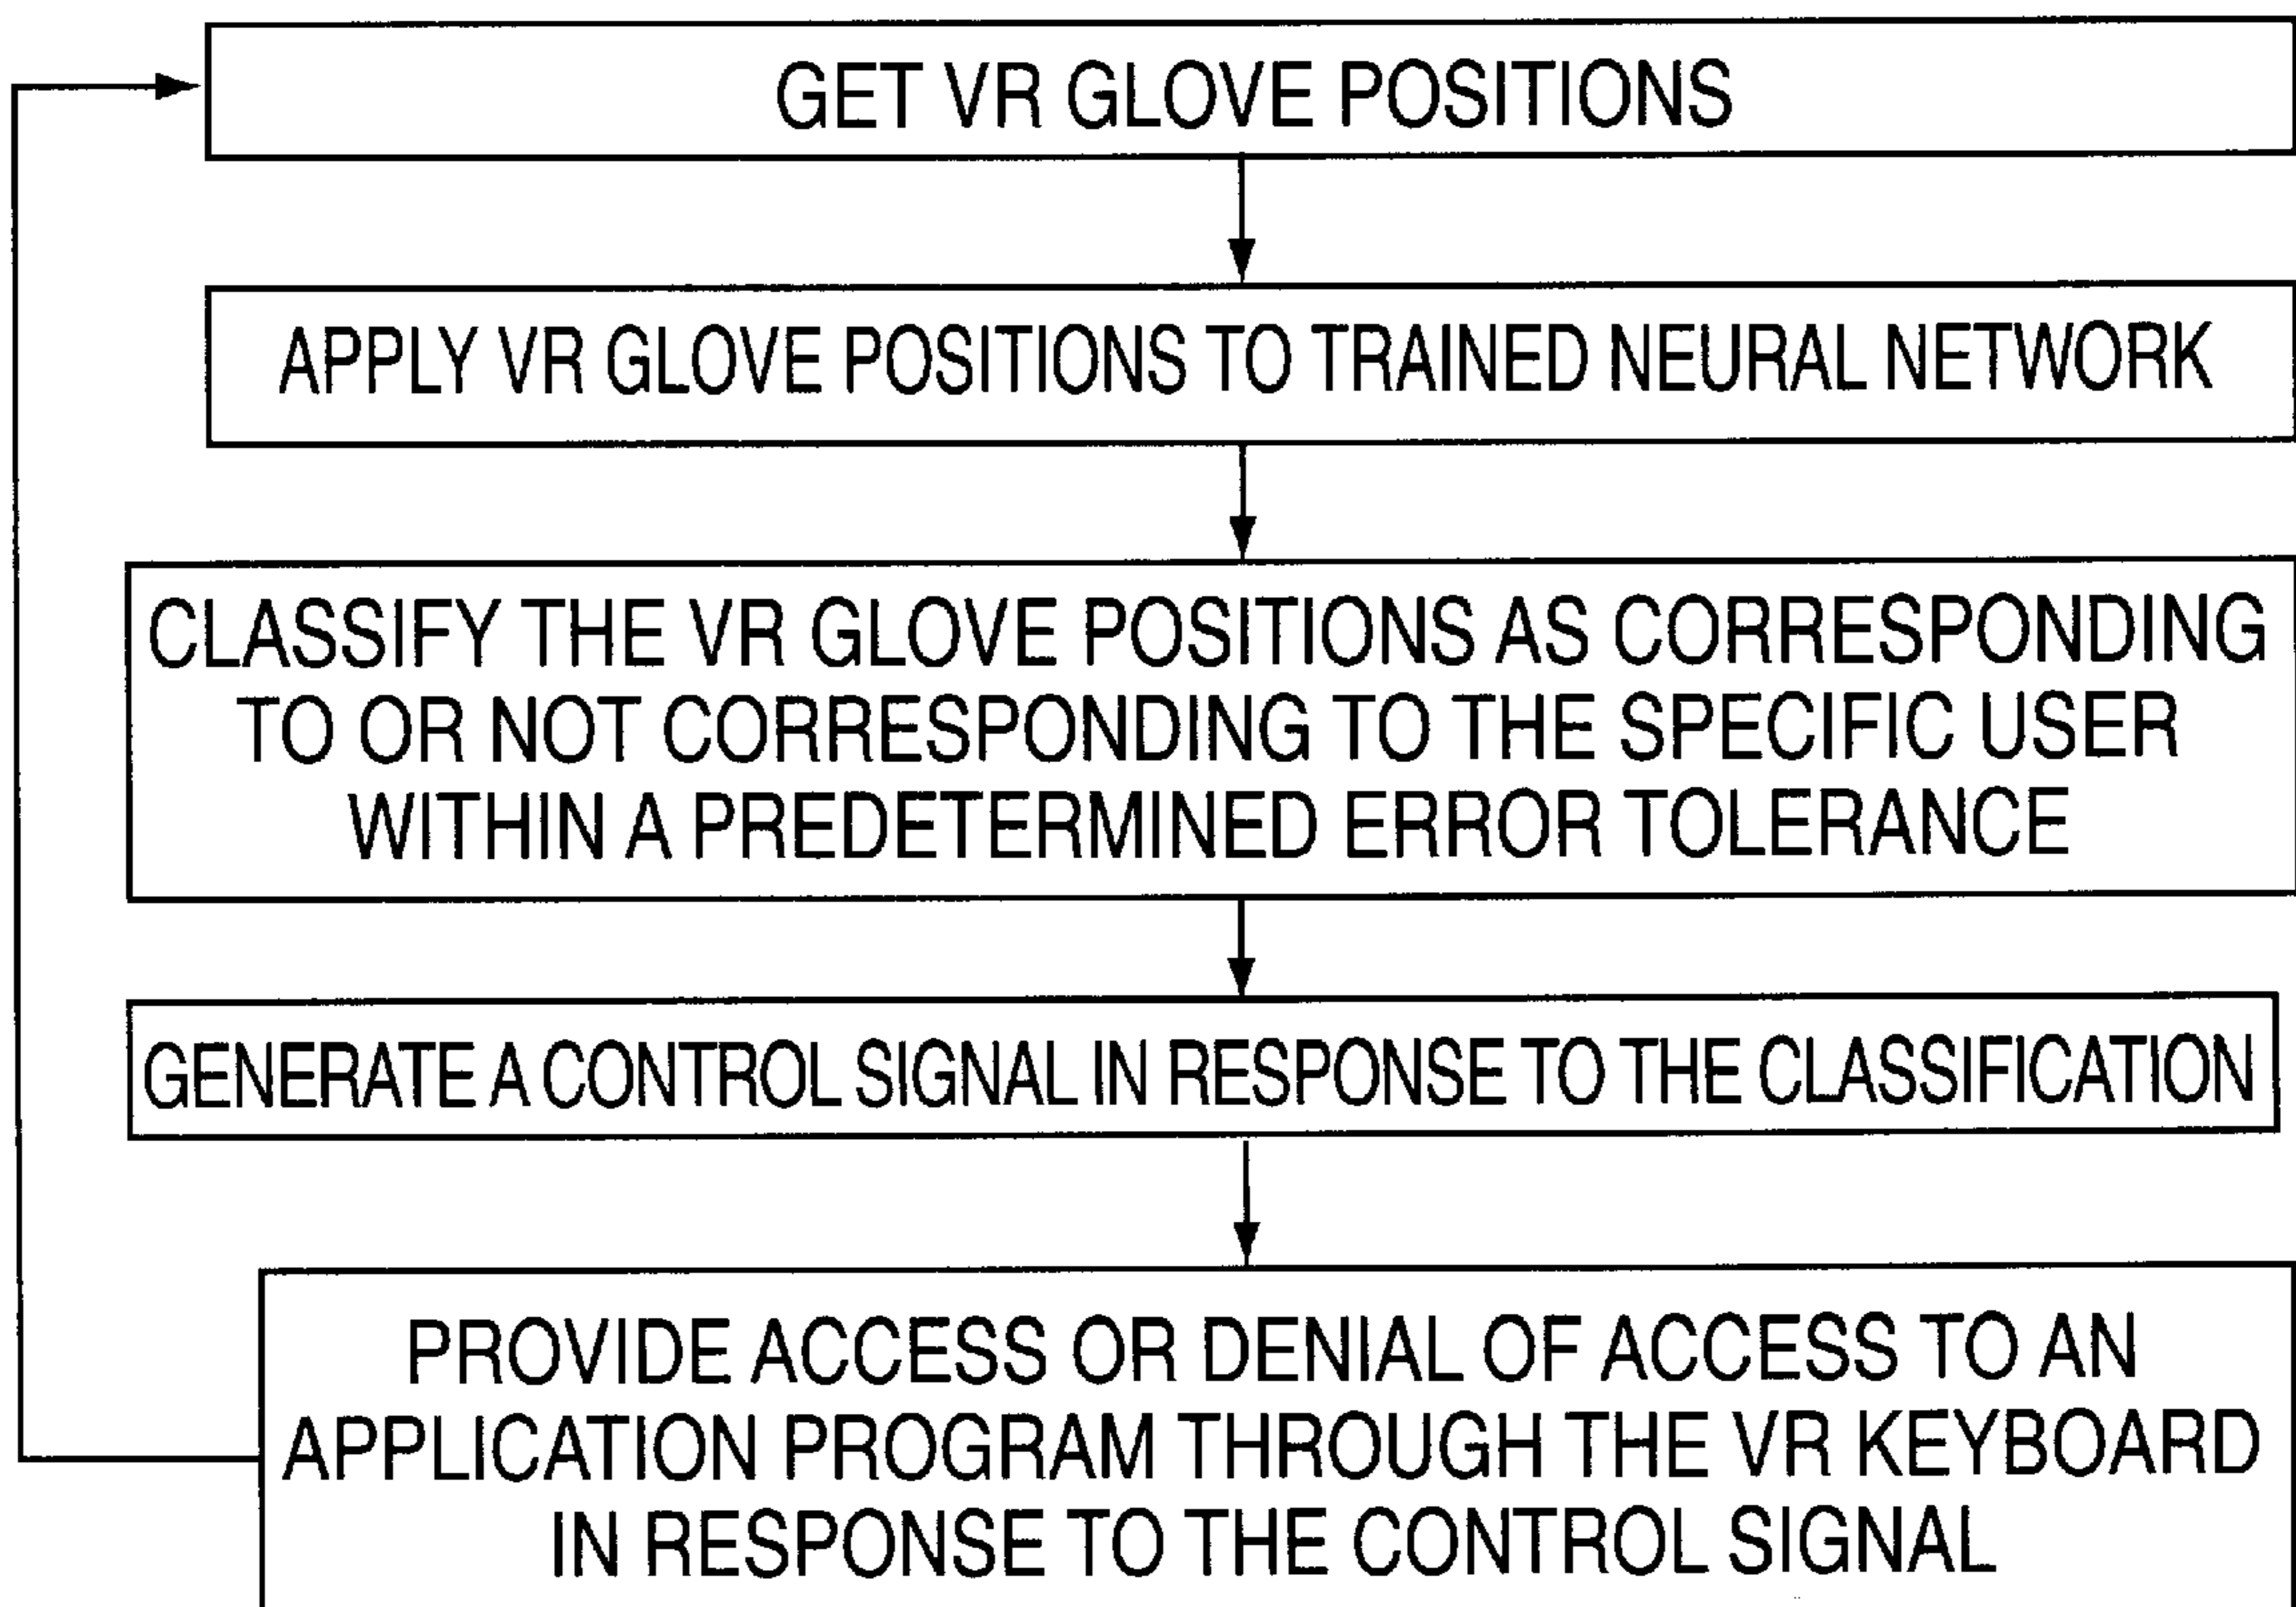 GET VR GLOVE POSITIONS
APPLY VR GLOVE POSITIONS TO TRAINED NEURAL NETWORK
CLASSIFY THE VR GLOVE POSITIONS AS CORRESPONDING
TO OR NOT CORRESPONDING TO THE SPECIFIC USER
WITHIN A PREDETERMINED ERROR TOLERANCE
GENERATE A CONTROL SIGNAL IN RESPONSE TO THE CLASSIFICATION
PROVIDE ACCESS OR DENIAL OF ACCESS TO AN
APPLICATION PROGRAM THROUGH THE VR KEYBOARD
IN RESPONSE TO THE CONTROL SIGNAL